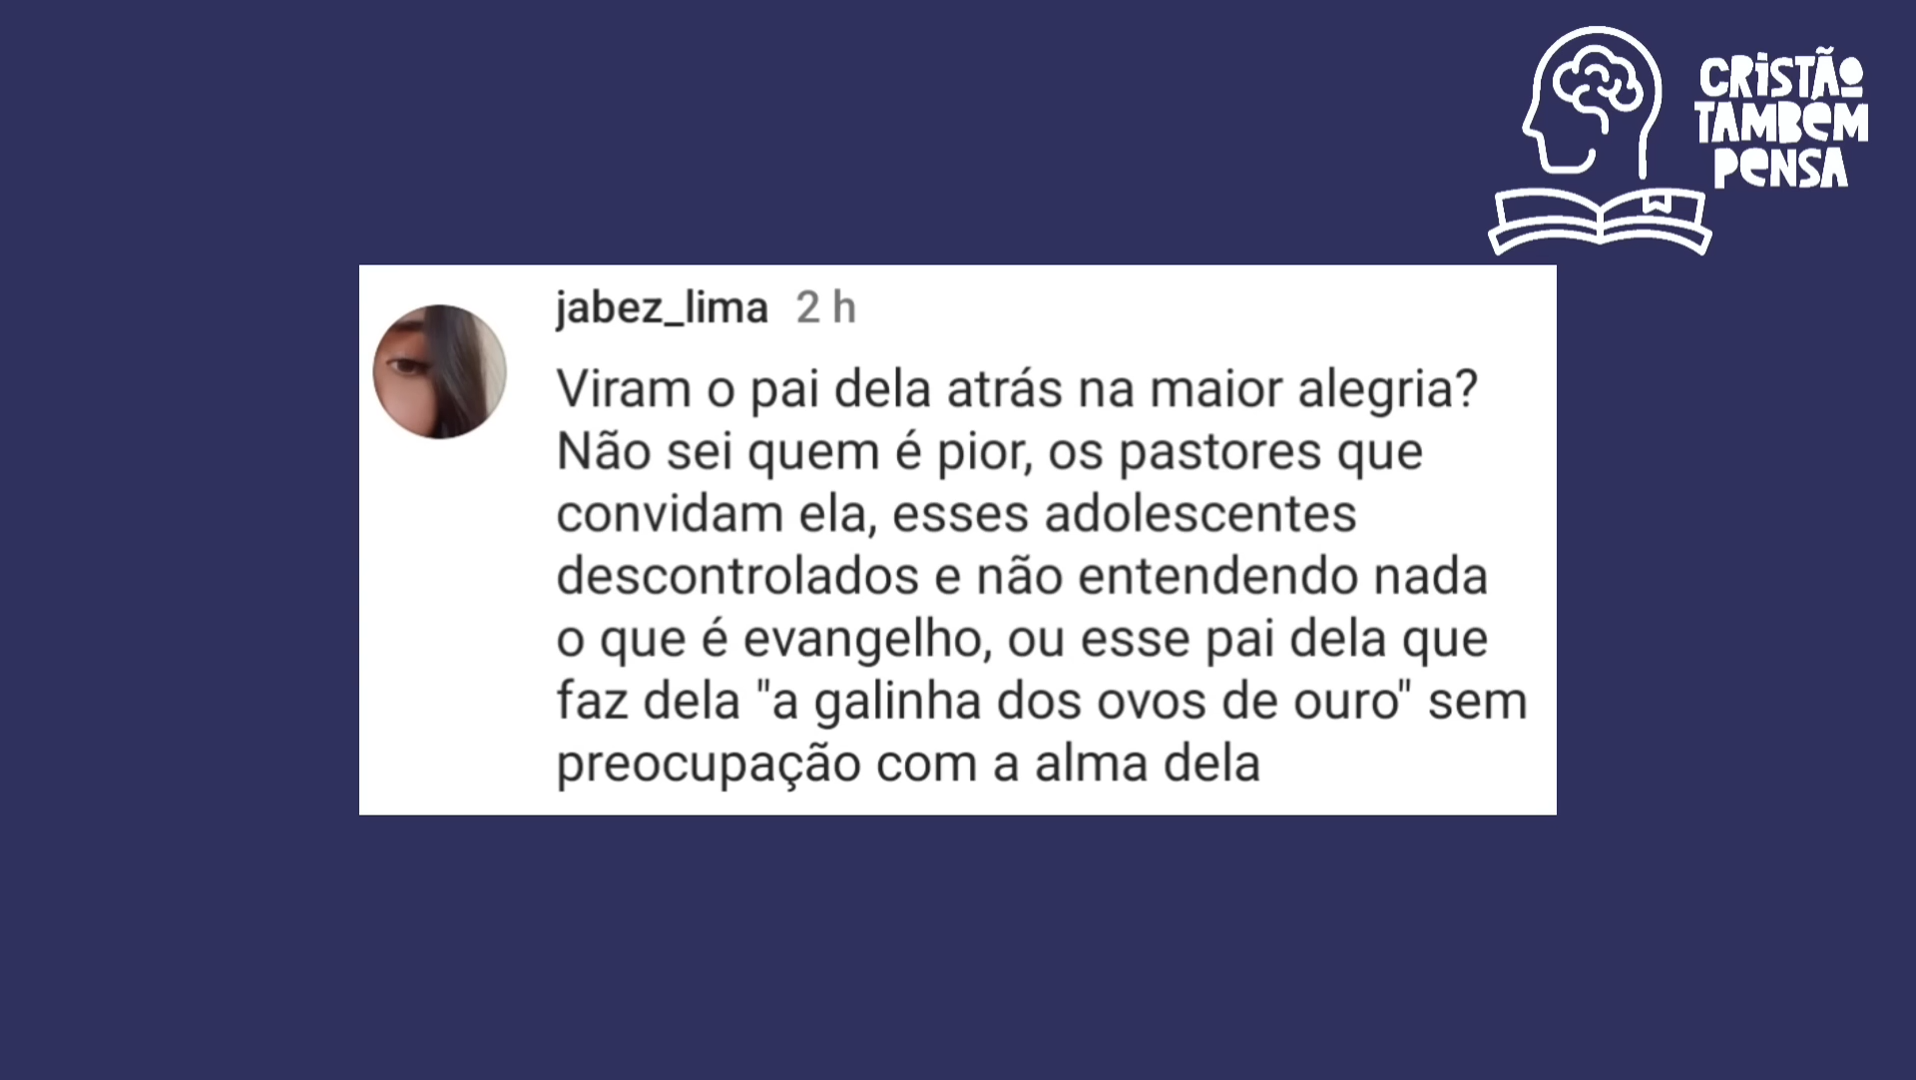 CRISTÃO
TAMBÉM
PENSA
jabez_lima 2 h
Viram o pai dela atrás na maior alegria?
Não sei quem é pior, os pastores que
convidam ela, esses adolescentes
descontrolados e não entendendo nada
o que é evangelho, ou esse pai dela que
faz dela "a galinha dos ovos de ouro" sem
preocupação com a alma dela